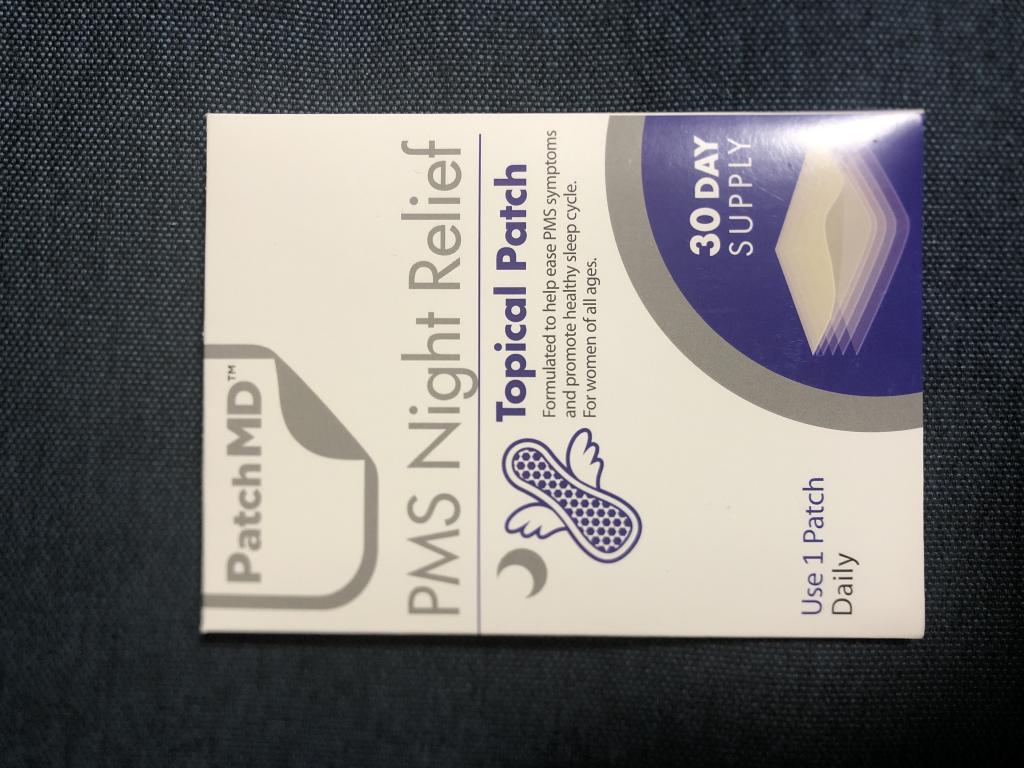 PatchMD™
PMS Night Relief
Topical Patch
Formulated to help ease PMS symptoms
and promote healthy sleep cycle.
For women of all ages.
30 DAY
SUPPLY
Use 1 Patch
Daily